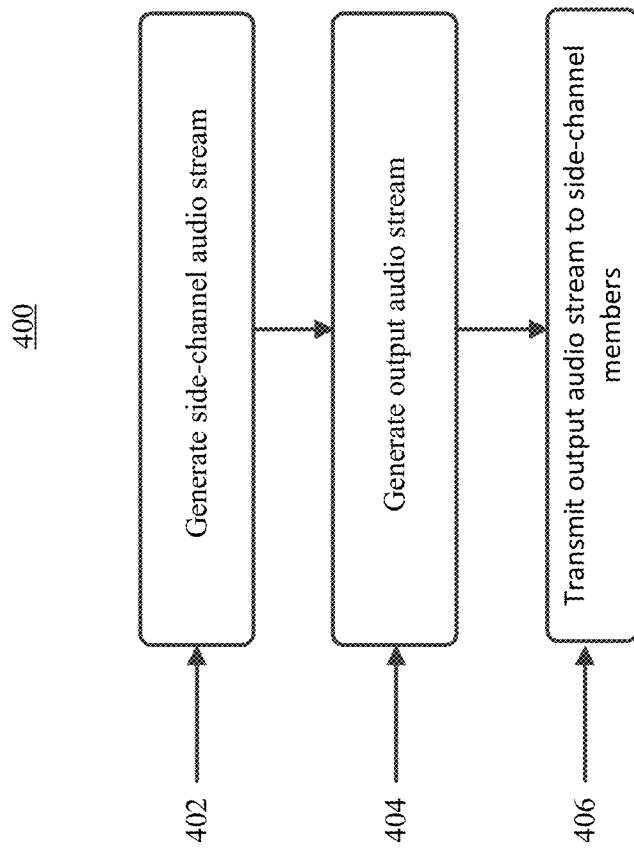 400
402
Generate side-channel audio stream
404
Generate output audio stream
406
Transmit output audio stream to side-channel
members